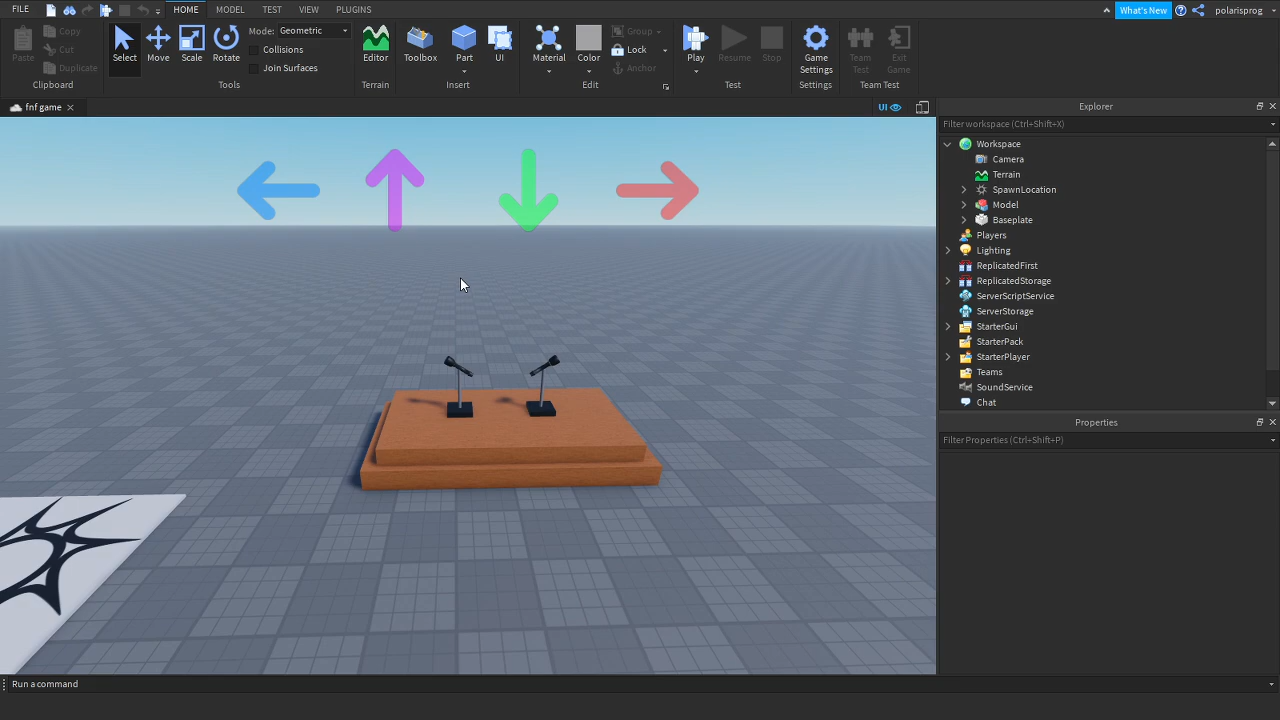 FILE HOME MODEL TEST VIEW PLUGINS What's New polarisprog
Paste Copy Cut Duplicate
Clipboard
Select Move Scale Rotate Mode: Geometric Collisions Join Surfaces
Tools
Editor
Terrain
Toolbox Part UI
Insert
Material Color Group Lock Anchor
Edit
Play Resume Stop
Test
Game Settings
Settings
Team Test Exit Game
Team Test
fnf game UI
Explorer
Filter workspace (Ctrl+Shift+X)
Workspace
Camera
Terrain
SpawnLocation
Model
Baseplate
Players
Lighting
ReplicatedFirst
ReplicatedStorage
ServerScriptService
ServerStorage
StarterGui
StarterPack
StarterPlayer
Teams
SoundService
Chat
Properties
Filter Properties (Ctrl+Shift+P)
Run a command